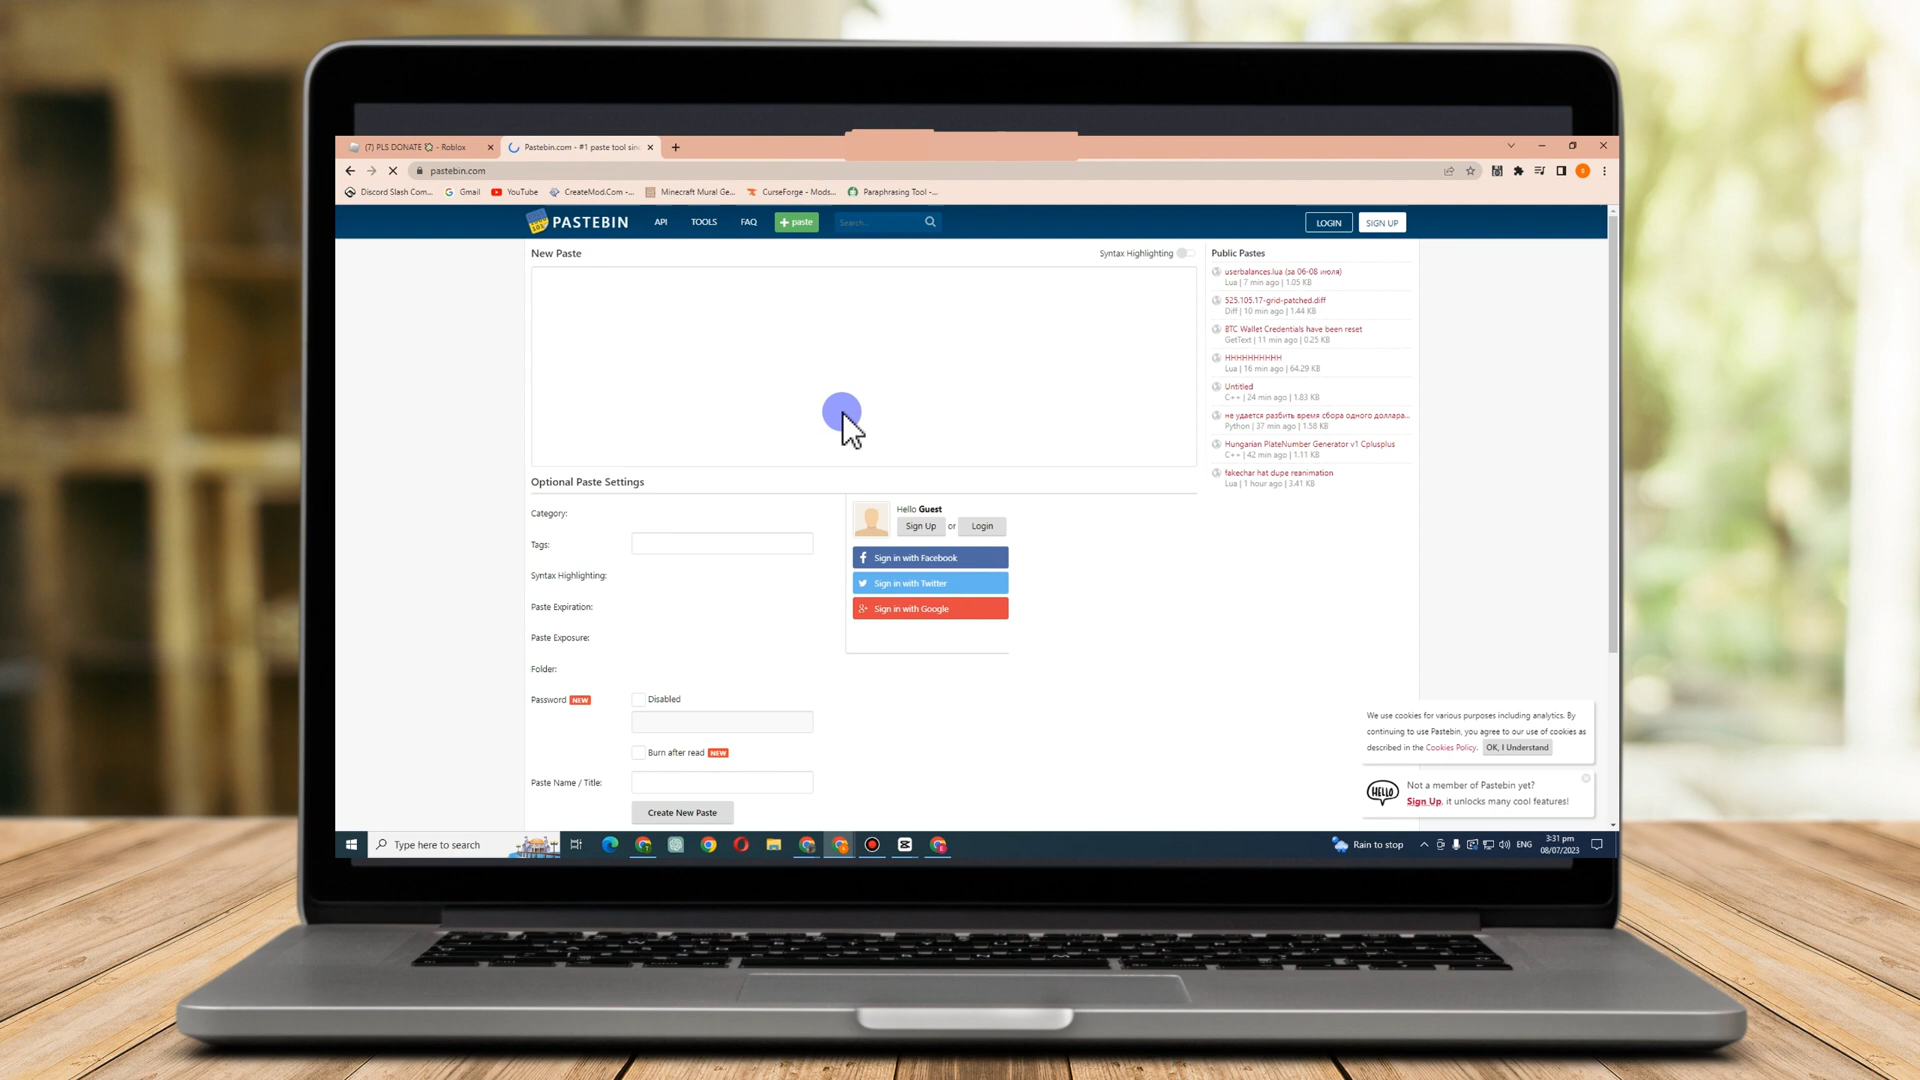 (7) PLS DONATE - Roblox
Pastebin.com - #1 paste tool sinc
pastebin.com
Discord Slash Com...
Gmail
YouTube
CreateMod.Com -...
Minecraft Mural Ge...
CurseForge - Mods...
Paraphrasing Tool -...
PASTEBIN
API
TOOLS
FAQ
+ paste
Search...
LOGIN
SIGN UP
New Paste
Syntax Highlighting
Public Pastes
userbalances.lua (за 06-08 июля)
Lua | 7 min ago | 1.05 KB
525.105.17-grid-patched.diff
Diff | 10 min ago | 1.44 KB
BTC Wallet Credentials have been reset
GetText | 11 min ago | 0.25 KB
HHHHHHHHHH
Lua | 16 min ago | 64.29 KB
Untitled
C++ | 24 min ago | 1.83 KB
не удается разбить время сбора одного доллара...
Python | 37 min ago | 1.58 KB
Hungarian PlateNumber Generator v1 Cplusplus
C++ | 42 min ago | 1.11 KB
fakechar hat dupe reanimation
Lua | 1 hour ago | 3.41 KB
Optional Paste Settings
Category:
Tags:
Syntax Highlighting:
Paste Expiration:
Paste Exposure:
Folder:
Password NEW
Disabled
Burn after read NEW
Paste Name / Title:
Create New Paste
Hello Guest
Sign Up or Login
Sign in with Facebook
Sign in with Twitter
Sign in with Google
We use cookies for various purposes including analytics. By
continuing to use Pastebin, you agree to our use of cookies as
described in the Cookies Policy. OK, I Understand
HELLO
Not a member of Pastebin yet?
Sign Up, it unlocks many cool features!
Type here to search
Rain to stop
ENG
3:31 pm
08/07/2023